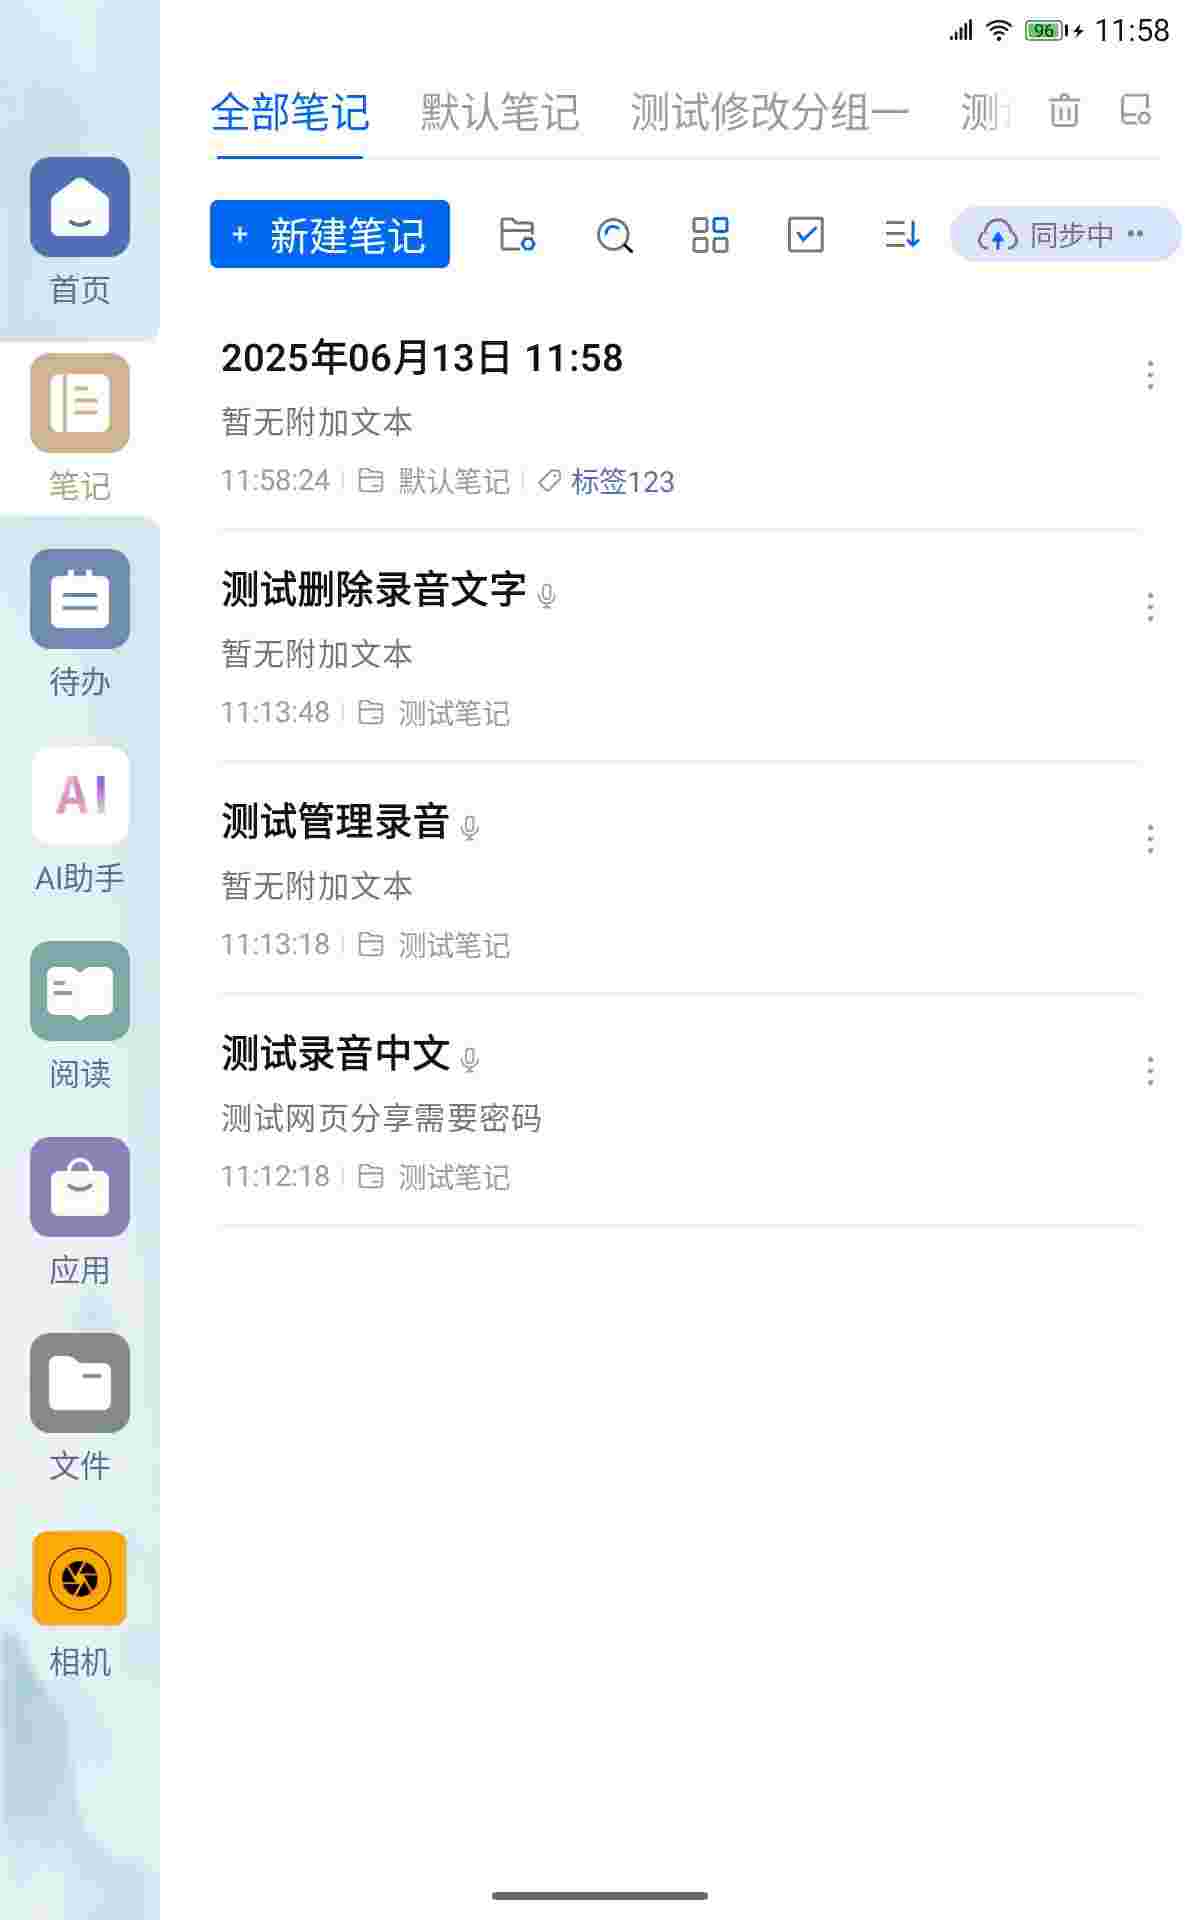 96 11:58
全部笔记 默认笔记 测试修改分组一 测
+ 新建笔记 同步中 ··
首页
笔记
待办
AI
AI助手
阅读
应用
文件
相机
2025年06月13日 11:58
暂无附加文本
11:58:24 默认笔记 标签123
测试删除录音文字
暂无附加文本
11:13:48 测试笔记
测试管理录音
暂无附加文本
11:13:18 测试笔记
测试录音中文
测试网页分享需要密码
11:12:18 测试笔记